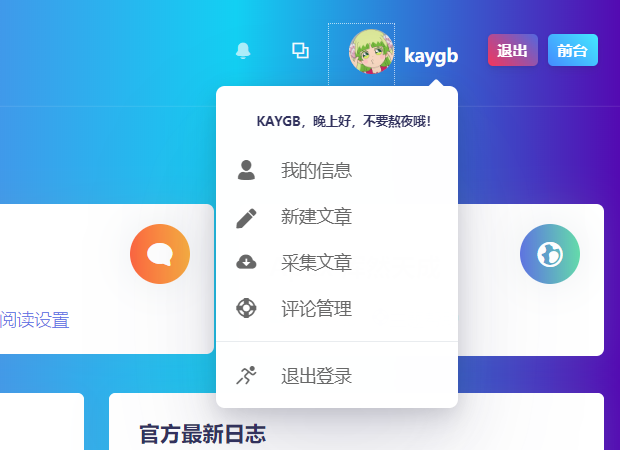 kaygb
退出
前台
KAYGB，晚上好，不要熬夜哦！
我的信息
新建文章
采集文章
评论管理
阅读设置
退出登录
官方最新日志